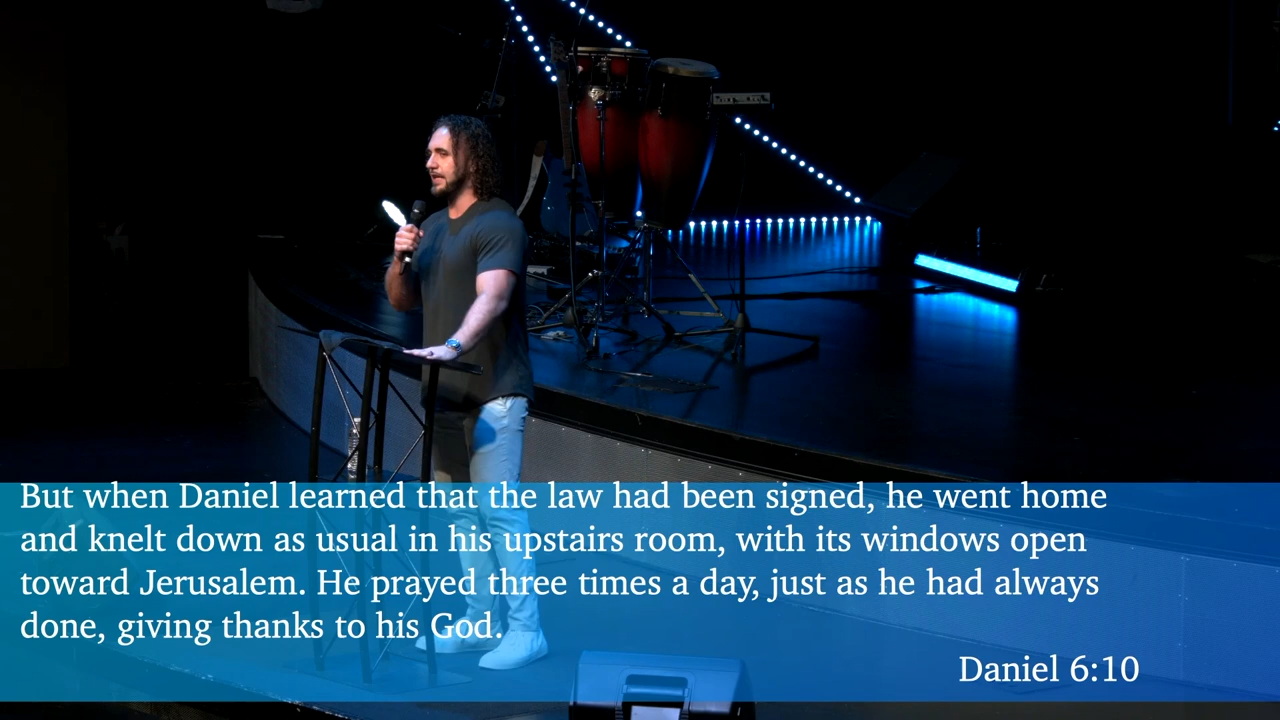 But when Daniel learned that the law had been signed, he went home
and knelt down as usual in his upstairs room, with its windows open
toward Jerusalem. He prayed three times a day, just as he had always
done, giving thanks to his God.
Daniel 6:10